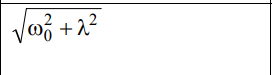 √(ω₀² + λ²)